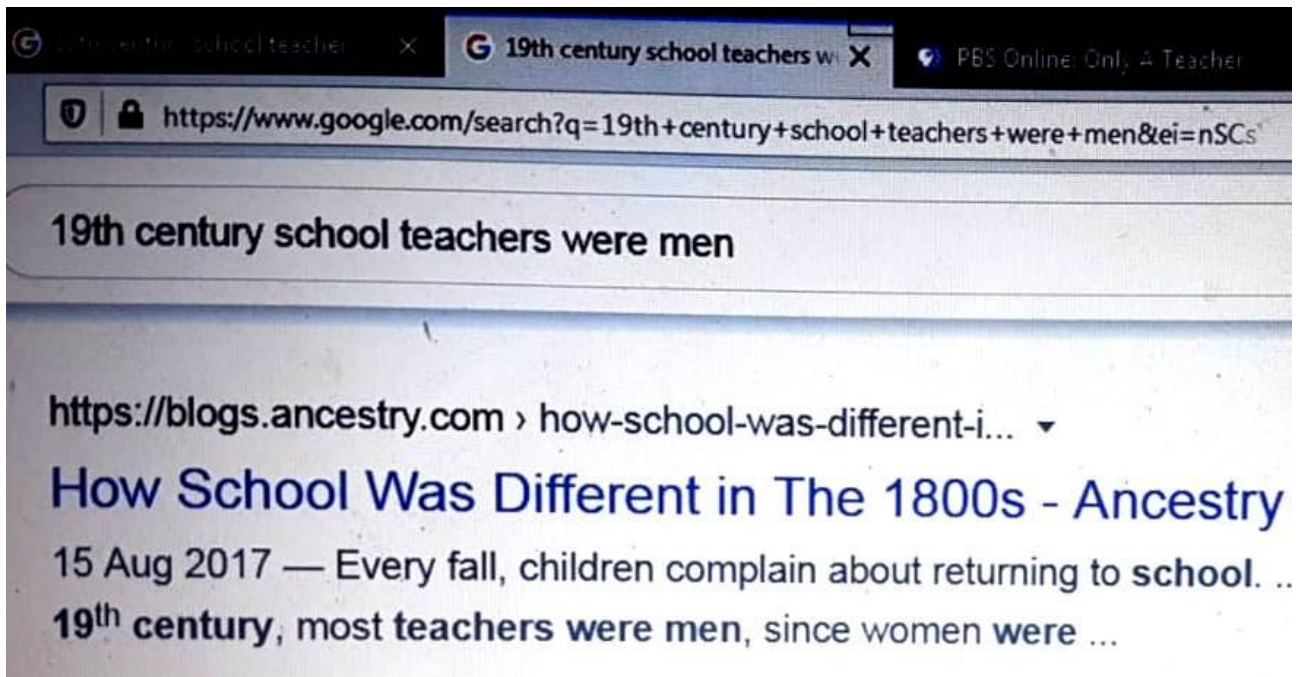 school teacher
19th century school teachers w
PBS Online: Only A Teacher
https://www.google.com/search?q=19th+century+school+teachers+were+men&ei=nSCs
19th century school teachers were men
https://blogs.ancestry.com › how-school-was-different-i...
How School Was Different in The 1800s - Ancestry
15 Aug 2017 — Every fall, children complain about returning to school. ..
19th century, most teachers were men, since women were ...